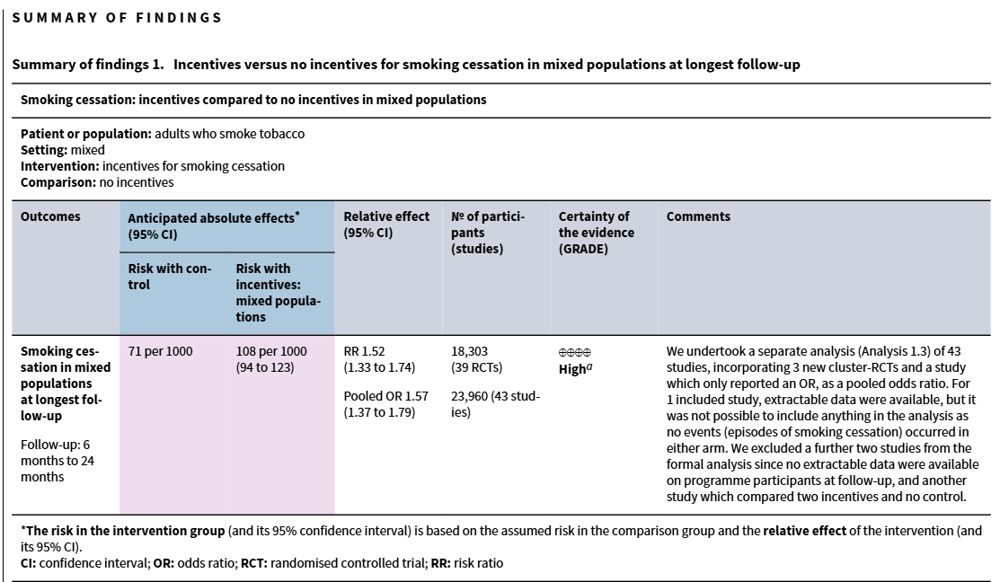 SUMMARY OF FINDINGS
Summary of findings 1. Incentives versus no incentives for smoking cessation in mixed populations at longest follow-up
Smoking cessation: incentives compared to no incentives in mixed populations
Patient or population: adults who smoke tobacco
Setting: mixed
Intervention: incentives for smoking cessation
Comparison: no incentives
Outcomes
Anticipated absolute effects*
(95% CI)
Relative effect
(95% CI)
№ of partici-
pants
(studies)
Certainty of
the evidence
(GRADE)
Comments
Risk with con-
trol
Risk with
incentives:
mixed popula-
tions
Smoking ces-
sation in mixed
populations
at longest fol-
low-up
Follow-up: 6
months to 24
months
71 per 1000
108 per 1000
(94 to 123)
RR 1.52
(1.33 to 1.74)
Pooled OR 1.57
(1.37 to 1.79)
18,303
(39 RCTs)
23,960 (43 stud-
ies)
⊕⊕⊕⊕
Higha
We undertook a separate analysis (Analysis 1.3) of 43
studies, incorporating 3 new cluster-RCTs and a study
which only reported an OR, as a pooled odds ratio. For
1 included study, extractable data were available, but it
was not possible to include anything in the analysis as
no events (episodes of smoking cessation) occurred in
either arm. We excluded a further two studies from the
formal analysis since no extractable data were available
on programme participants at follow-up, and another
study which compared two incentives and no control.
*The risk in the intervention group (and its 95% confidence interval) is based on the assumed risk in the comparison group and the relative effect of the intervention (and
its 95% CI).
CI: confidence interval; OR: odds ratio; RCT: randomised controlled trial; RR: risk ratio